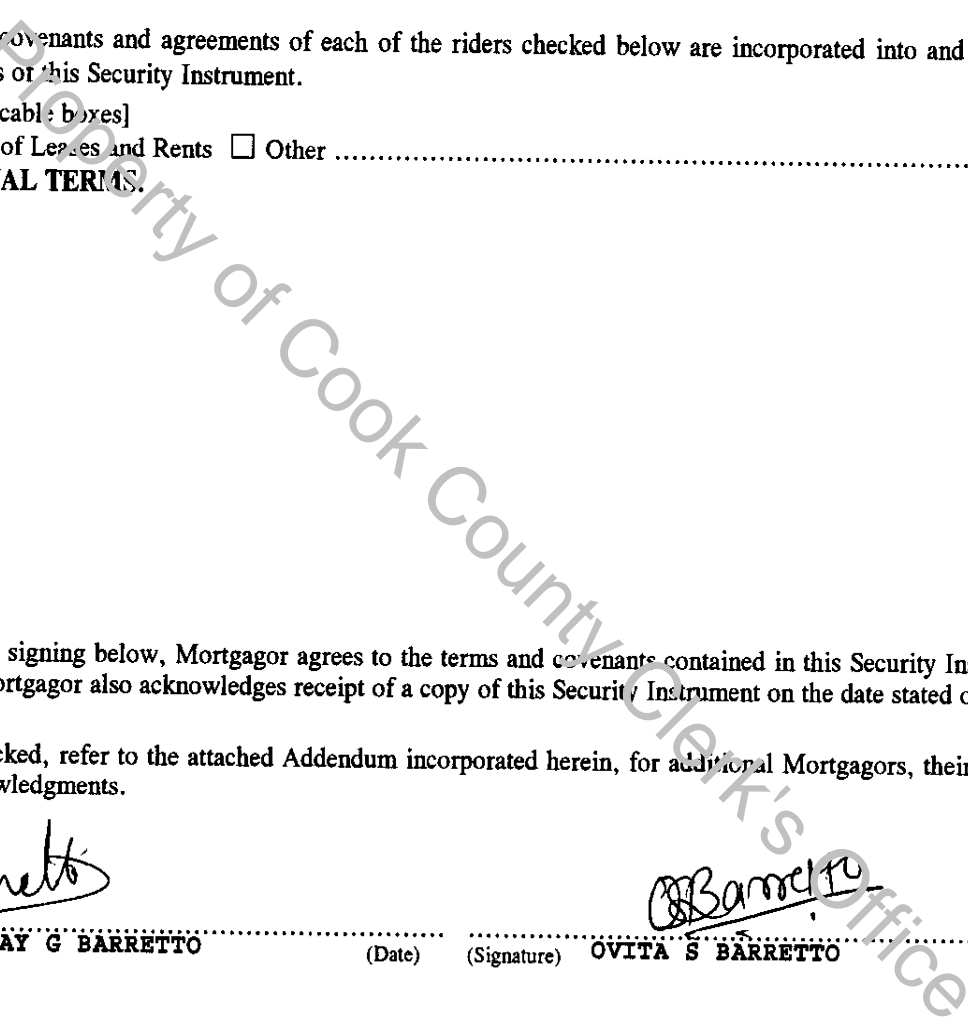 covenants and agreements of each of the riders checked below are incorporated into and
s of this Security Instrument.
cable boxes]
of Leases and Rents ☐ Other ........................................
AL TERMS.
Property of Cook County Clerk's Office
signing below, Mortgagor agrees to the terms and covenants contained in this Security In
ortgagor also acknowledges receipt of a copy of this Security Instrument on the date stated o
cked, refer to the attached Addendum incorporated herein, for additional Mortgagors, their
wledgments.
retto OSBarretto
AY G BARRETTO (Date) (Signature) OVITA S BARRETTO